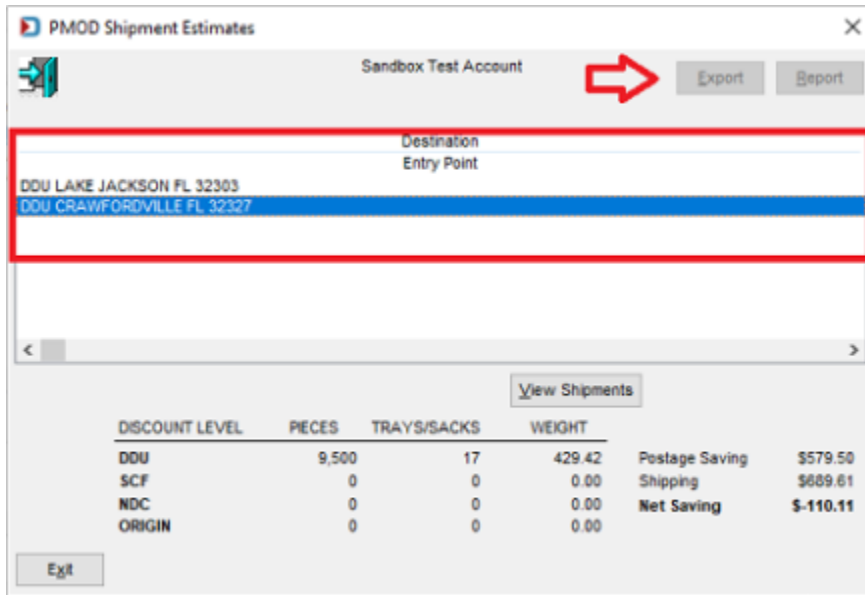 PMOD Shipment Estimates
Sandbox Test Account
Export
Report
Destination
Entry Point
DDU LAKE JACKSON FL 32303
DDU CRAWFORDVILLE FL 32327
View Shipments
DISCOUNT LEVEL PIECES TRAYS/SACKS WEIGHT
DDU 9,500 17 429.42 Postage Saving $579.50
SCF 0 0 0.00 Shipping $689.61
NDC 0 0 0.00 Net Saving $-110.11
ORIGIN 0 0 0.00
Exit